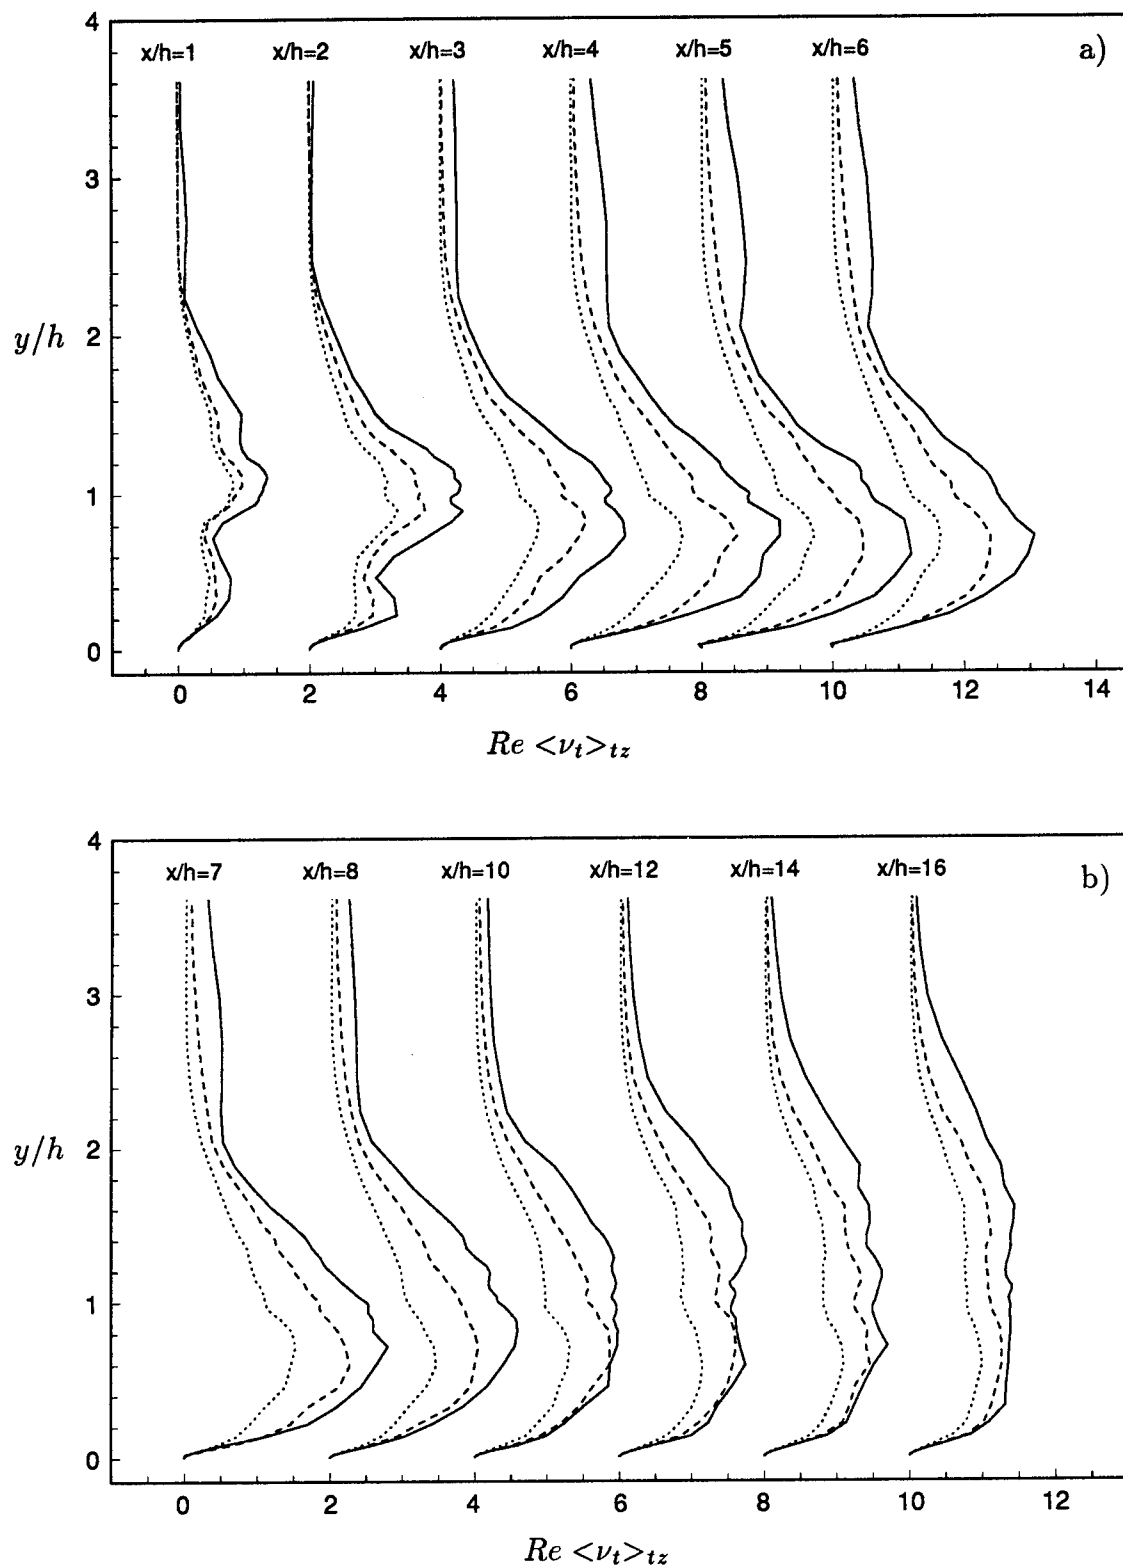 4
x/h=1 x/h=2 x/h=3 x/h=4 x/h=5 x/h=6 a)
3
y/h 2
1
0
0 2 4 6 8 10 12 14
Re <ν_t>_{tz}
4
x/h=7 x/h=8 x/h=10 x/h=12 x/h=14 x/h=16 b)
3
y/h 2
1
0
0 2 4 6 8 10 12
Re <ν_t>_{tz}